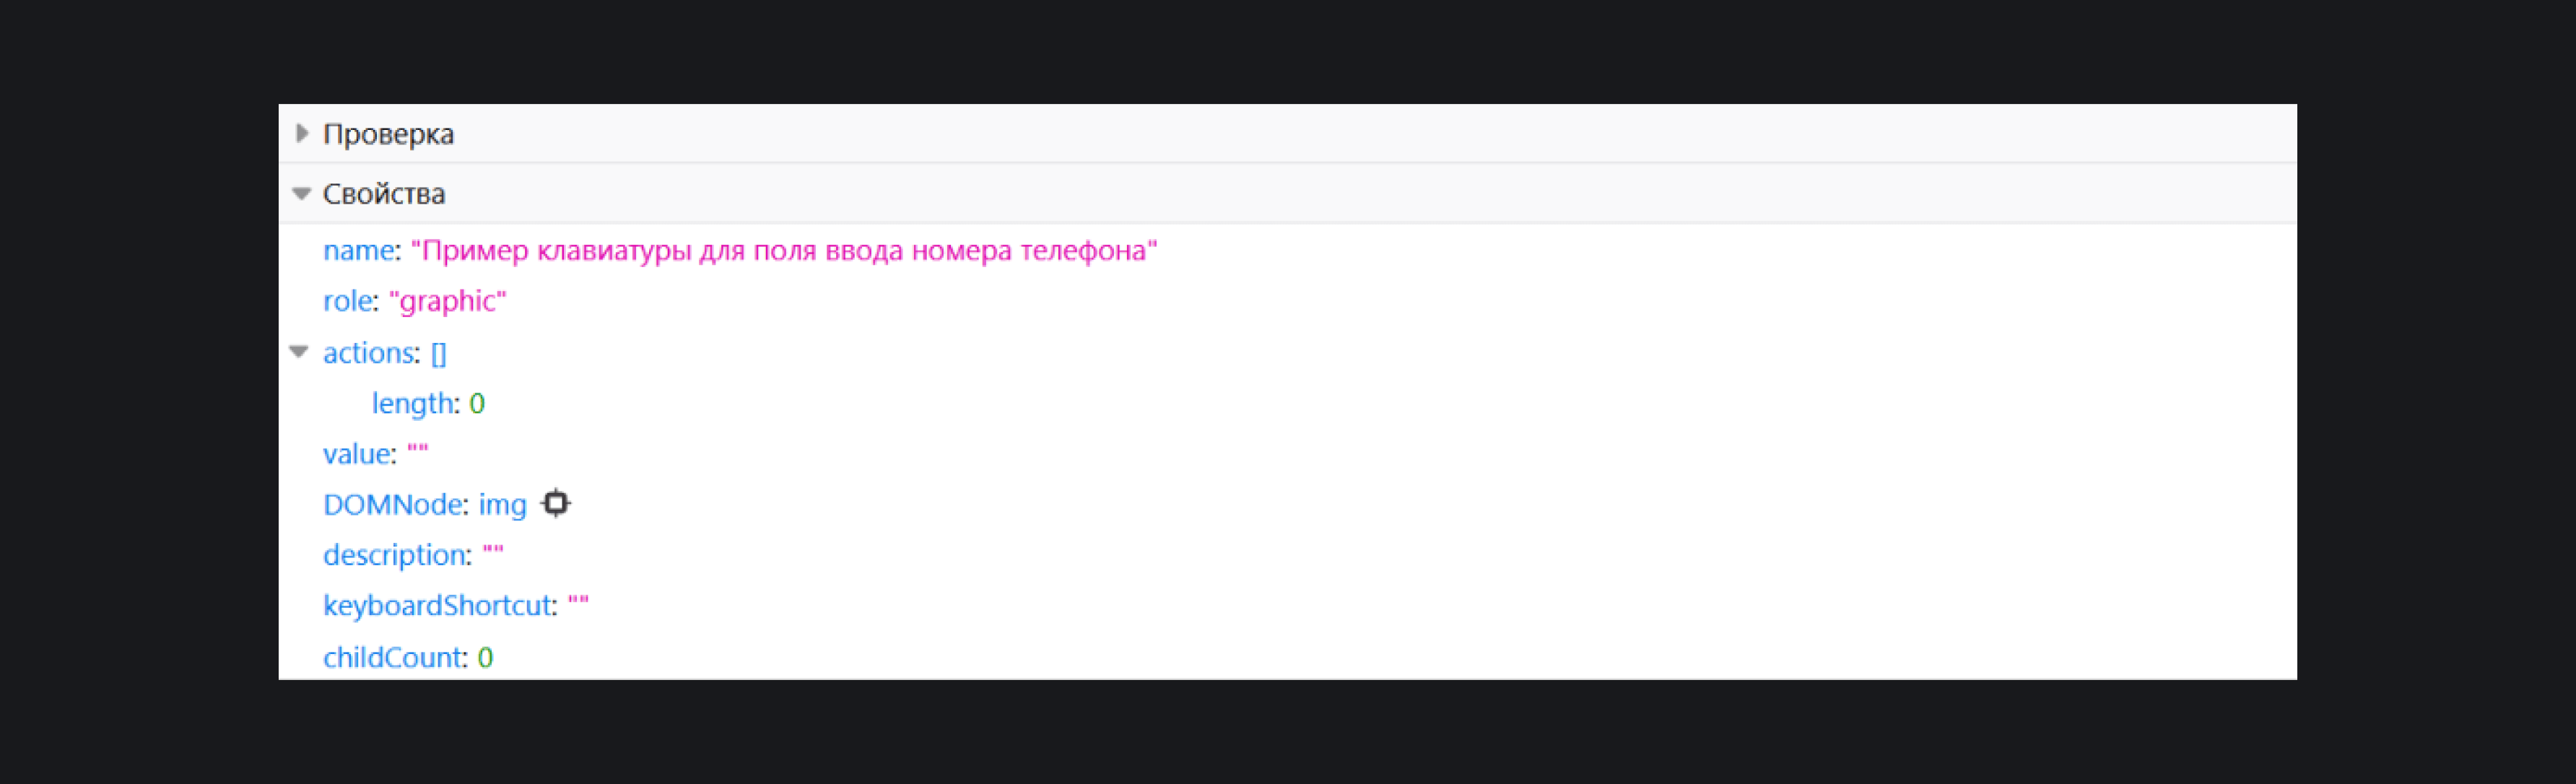 Проверка
Свойства
name: "Пример клавиатуры для поля ввода номера телефона"
role: "graphic"
actions: []
length: 0
value: ""
DOMNode: img
description: ""
keyboardShortcut: ""
childCount: 0